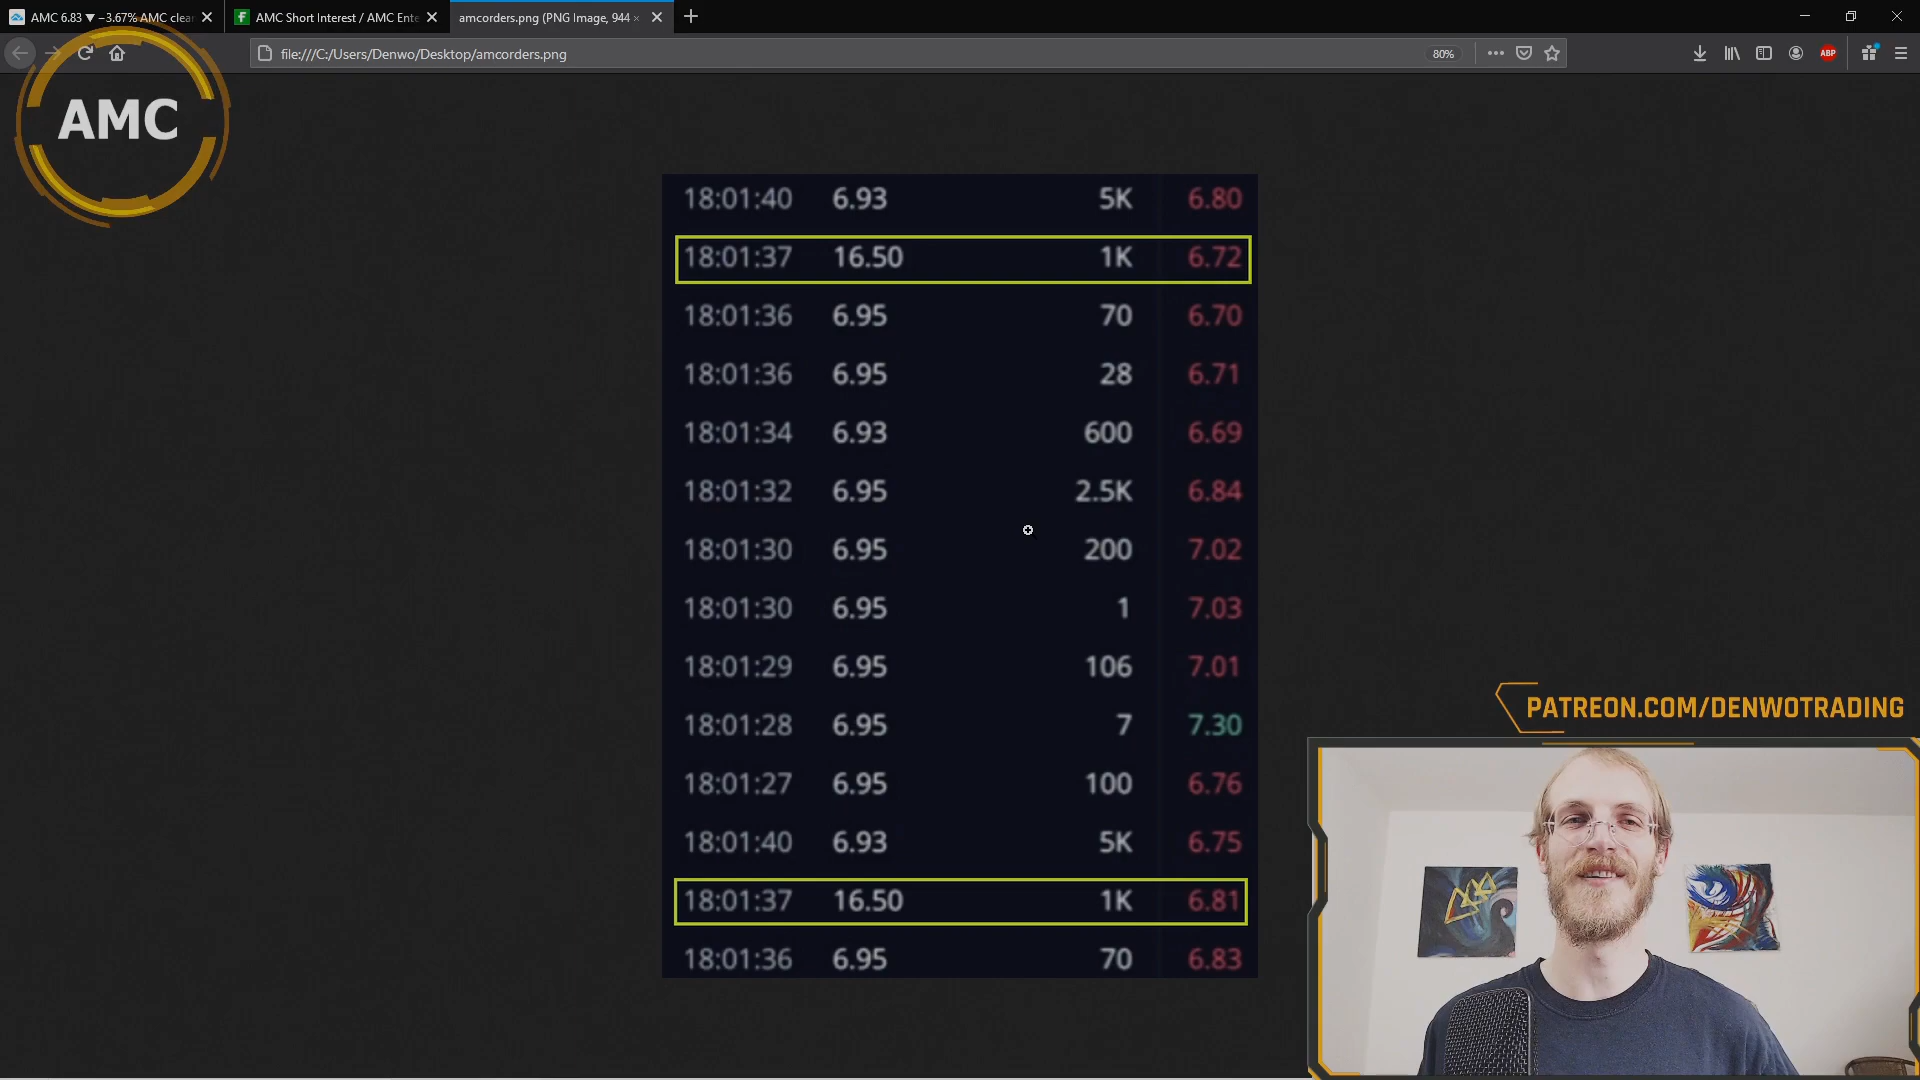 AMC 6.83 ▼ −3.67% AMC clear
AMC Short Interest / AMC Ente
amcorders.png (PNG Image, 944 ×
file:///C:/Users/Denwo/Desktop/amcorders.png
80%
ABP
AMC
18:01:40 6.93 5K 6.80
18:01:37 16.50 1K 6.72
18:01:36 6.95 70 6.70
18:01:36 6.95 28 6.71
18:01:34 6.93 600 6.69
18:01:32 6.95 2.5K 6.84
18:01:30 6.95 200 7.02
18:01:30 6.95 1 7.03
18:01:29 6.95 106 7.01
18:01:28 6.95 7 7.30
18:01:27 6.95 100 6.76
18:01:40 6.93 5K 6.75
18:01:37 16.50 1K 6.81
18:01:36 6.95 70 6.83
PATREON.COM/DENWOTRADING